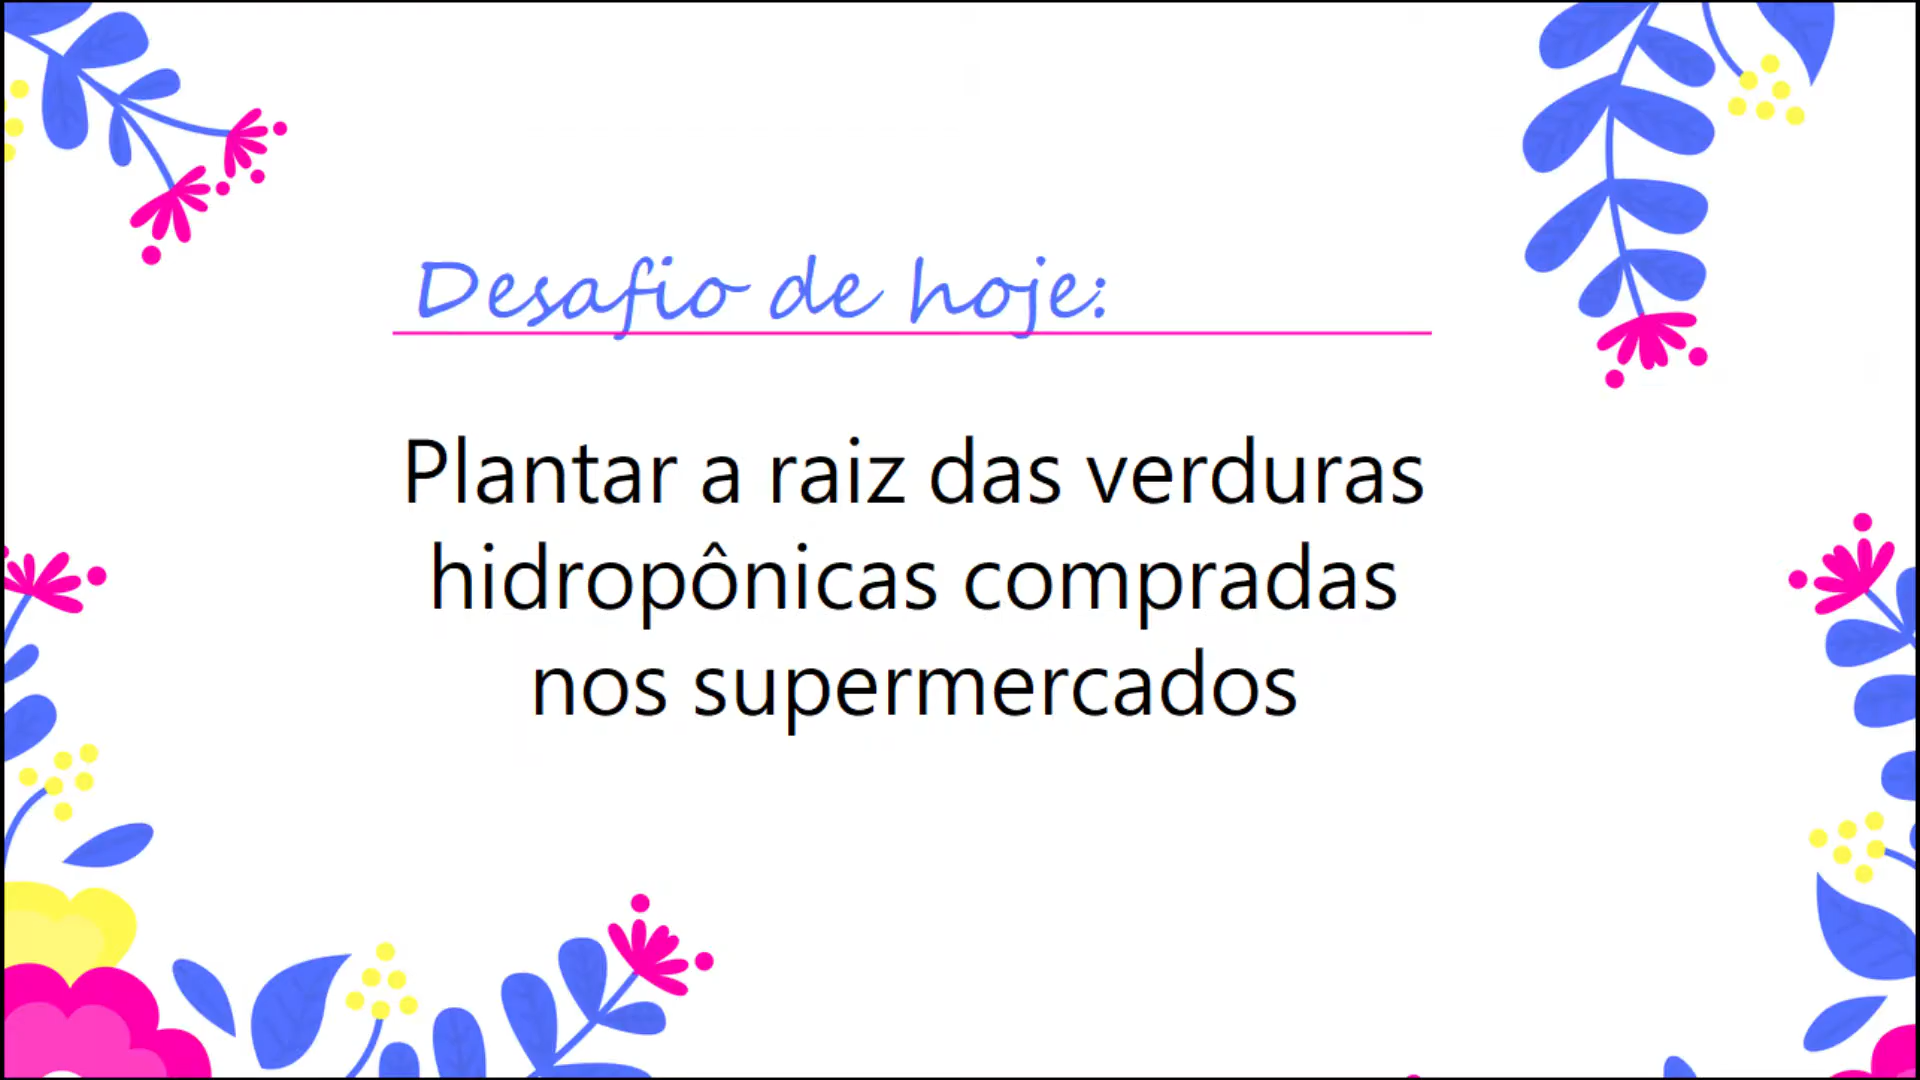 Desafio de hoje:
Plantar a raiz das verduras
hidropônicas compradas
nos supermercados